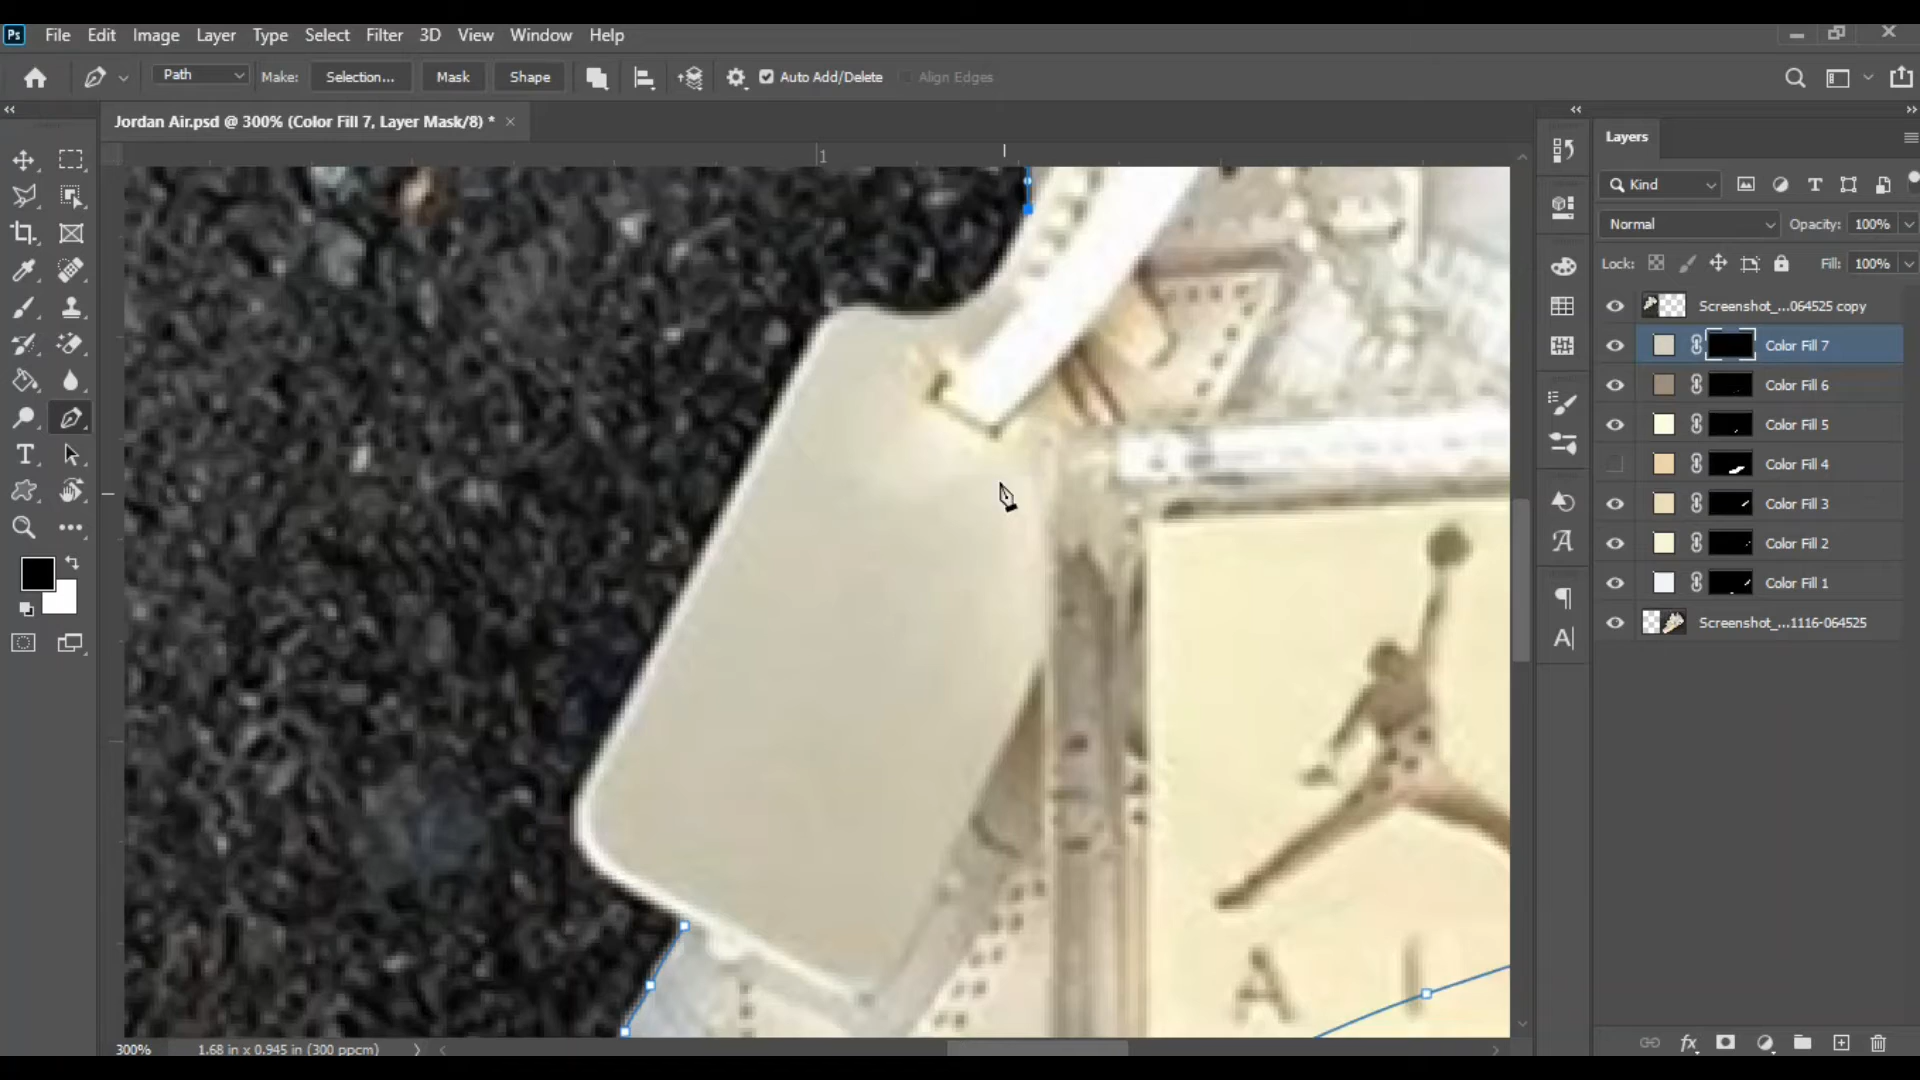 Ps File Edit Image Layer Type Select Filter 3D View Window Help
Path Make: Selection... Mask Shape Auto Add/Delete Align Edges
Jordan Air.psd @ 300% (Color Fill 7, Layer Mask/8) * ×
Layers
1
Kind
Normal Opacity: 100%
Lock: Fill: 100%
Screenshot_...064525 copy
Color Fill 7
Color Fill 6
Color Fill 5
Color Fill 4
Color Fill 3
Color Fill 2
Color Fill 1
Screenshot_...1116-064525
A I
300% 1.68 in x 0.945 in (300 ppcm)